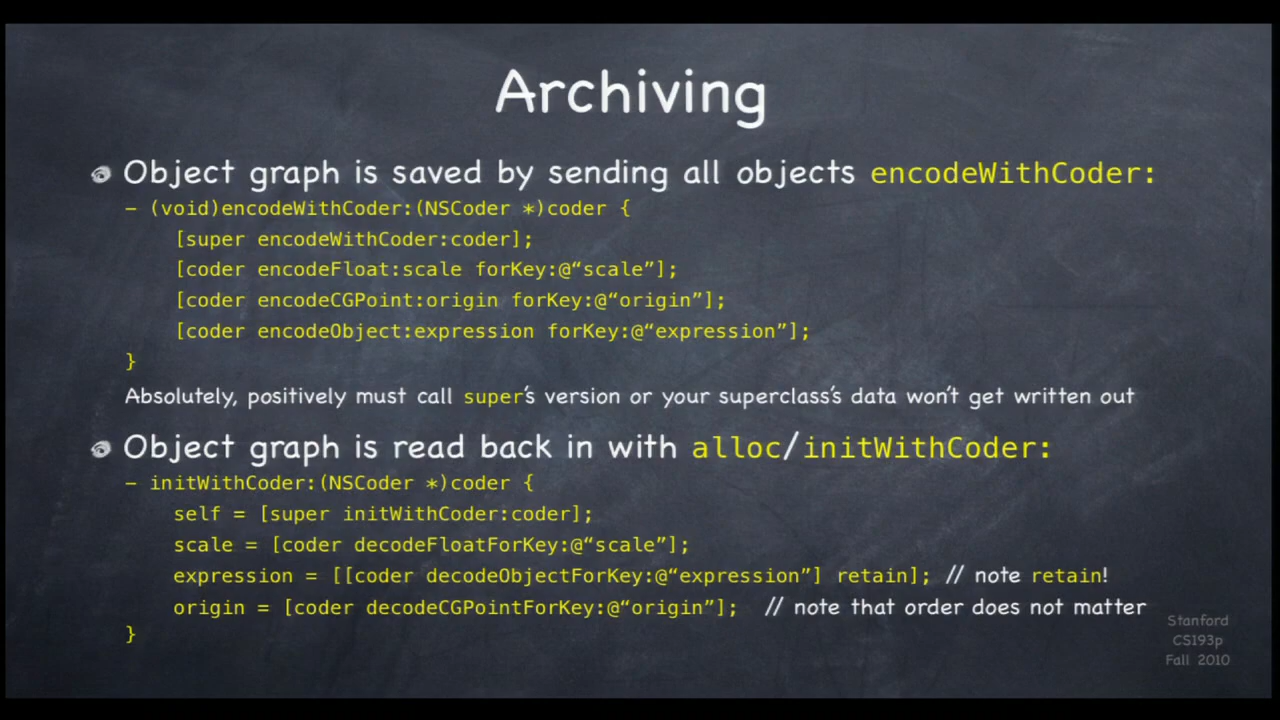 Archiving
Object graph is saved by sending all objects encodeWithCoder:
- (void)encodeWithCoder:(NSCoder *)coder {
[super encodeWithCoder:coder];
[coder encodeFloat:scale forKey:@“scale”];
[coder encodeCGPoint:origin forKey:@“origin”];
[coder encodeObject:expression forKey:@“expression”];
}
Absolutely, positively must call super’s version or your superclass’s data won’t get written out
Object graph is read back in with alloc/initWithCoder:
- initWithCoder:(NSCoder *)coder {
self = [super initWithCoder:coder];
scale = [coder decodeFloatForKey:@“scale”];
expression = [[coder decodeObjectForKey:@“expression”] retain]; // note retain!
origin = [coder decodeCGPointForKey:@“origin”]; // note that order does not matter
}
Stanford
CS193p
Fall 2010